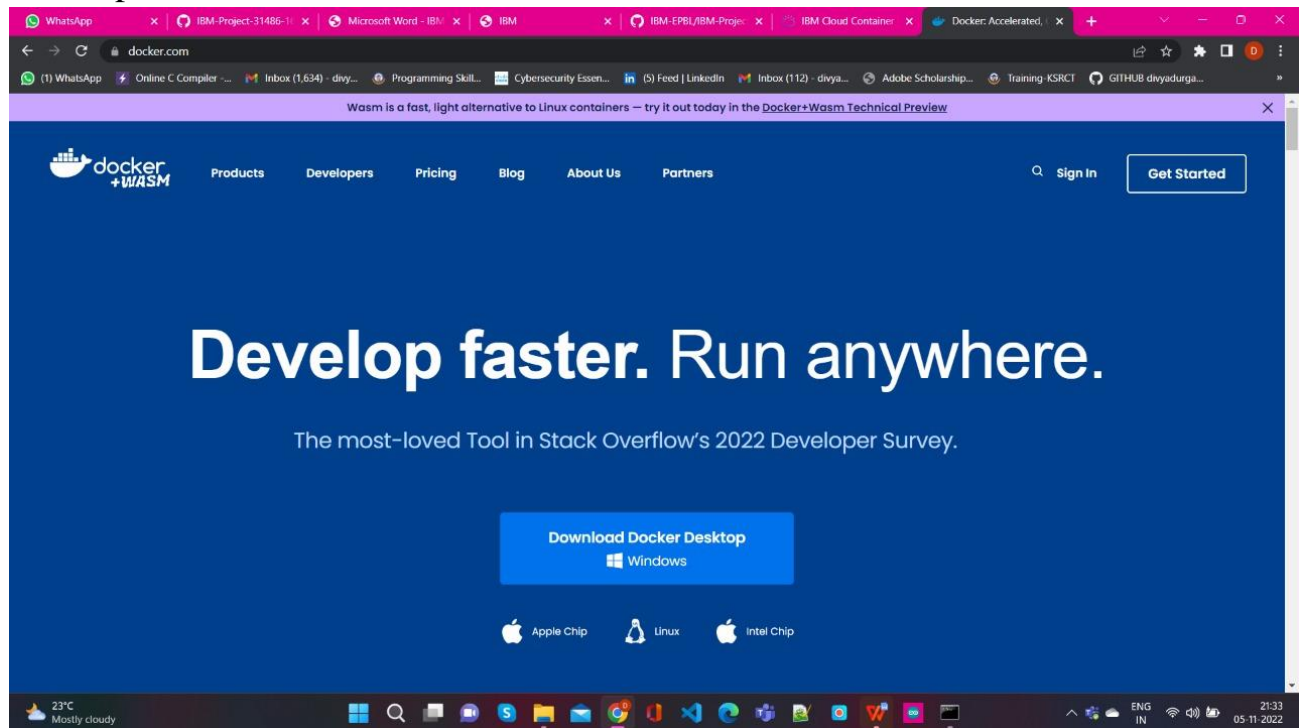 WhatsApp
IBM-Project-31486-1
Microsoft Word - IBM
IBM
IBM-EPBL/IBM-Projec
IBM Cloud Container
Docker: Accelerated,
docker.com
(1) WhatsApp
Online C Compiler -...
Inbox (1,634) - divy...
Programming Skill...
Cybersecurity Essen...
(5) Feed | LinkedIn
Inbox (112) - divya...
Adobe Scholarship...
Training-KSRCT
GITHUB divyadurga...
Wasm is a fast, light alternative to Linux containers — try it out today in the Docker+Wasm Technical Preview
docker
+WASM
Products
Developers
Pricing
Blog
About Us
Partners
Sign In
Get Started
Develop faster. Run anywhere.
The most-loved Tool in Stack Overflow's 2022 Developer Survey.
Download Docker Desktop
Windows
Apple Chip
Linux
Intel Chip
23°C
Mostly cloudy
ENG
IN
21:33
05-11-2022